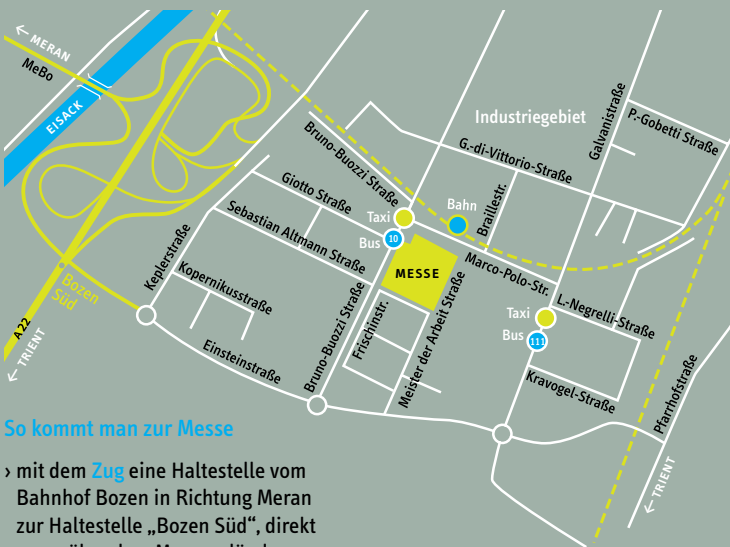 ← MERAN
MeBo
EISACK
Industriegebiet
Galvanistraße
P.-Gobetti Straße
G.-di-Vittorio-Straße
Bruno-Buozzi Straße
Giotto Straße
Taxi
Bahn
Braillestr.
Sebastian Altmann Straße
Bus 10
Keplerstraße
MESSE
Marco-Polo-Str.
Kopernikusstraße
Bozen
Süd
Meister der Arbeit Straße
Frischinstr.
Bruno-Buozzi Straße
Taxi
L.-Negrelli-Straße
A 22
← TRIENT
Bus 111
Einsteinstraße
Kravogel-Straße
Pfarrhofstraße
← TRIENT
So kommt man zur Messe
› mit dem Zug eine Haltestelle vom
Bahnhof Bozen in Richtung Meran
zur Haltestelle „Bozen Süd“, direkt